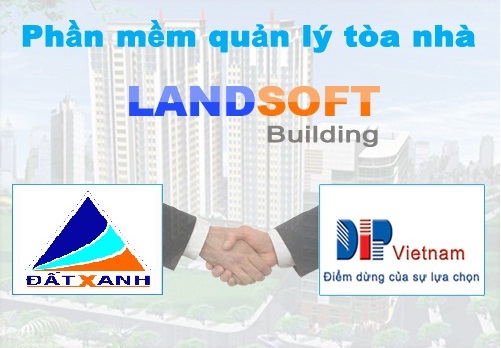 Phần mềm quản lý tòa nhà
LANDSOFT
Building
ĐẤT XANH
DIP Vietnam
Điểm dừng của sự lựa chọn